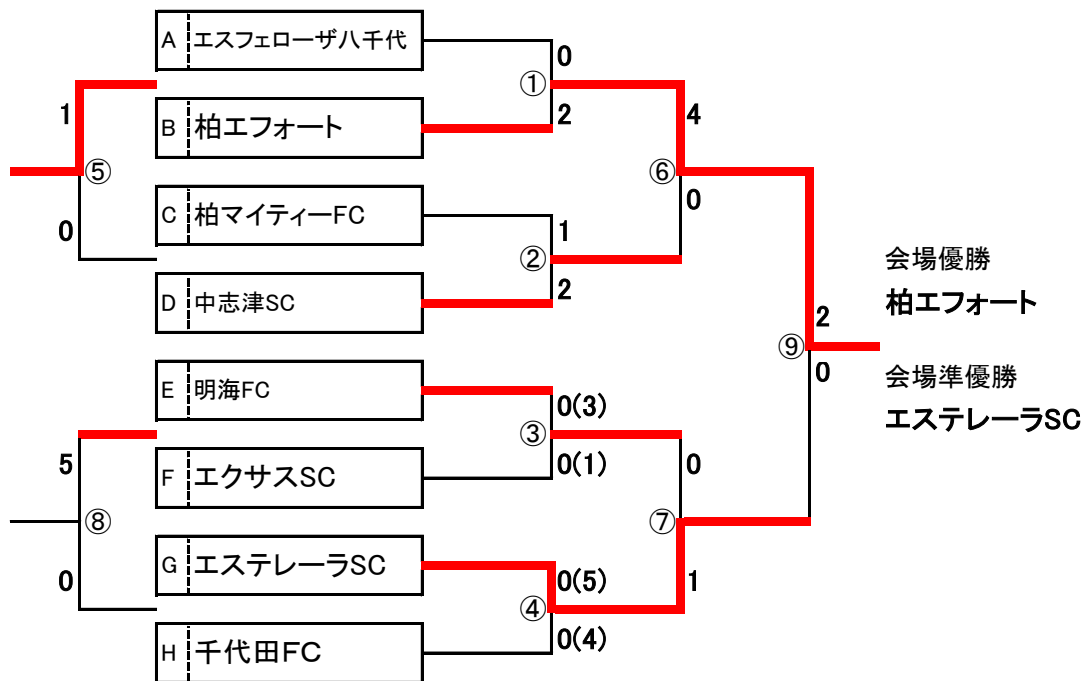 A エスフェローザ八千代
B 柏エフォート
C 柏マイティーFC
D 中志津SC
E 明海FC
F エクサスSC
G エステレーラSC
H 千代田FC
1
⑤
0
5
⑧
0
0
①
2
1
②
2
0(3)
③
0(1)
0(5)
④
0(4)
4
⑥
0
0
⑦
1
2
⑨
0
会場優勝
柏エフォート
会場準優勝
エステレーラSC